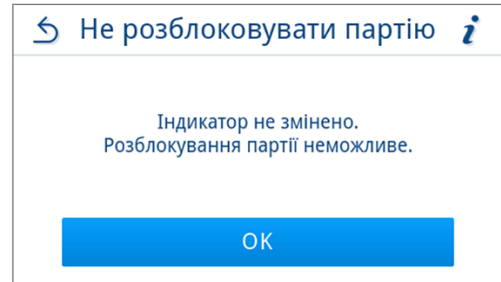 Не розблоковувати партію
Індикатор не змінено.
Розблокування партії неможливе.
OK